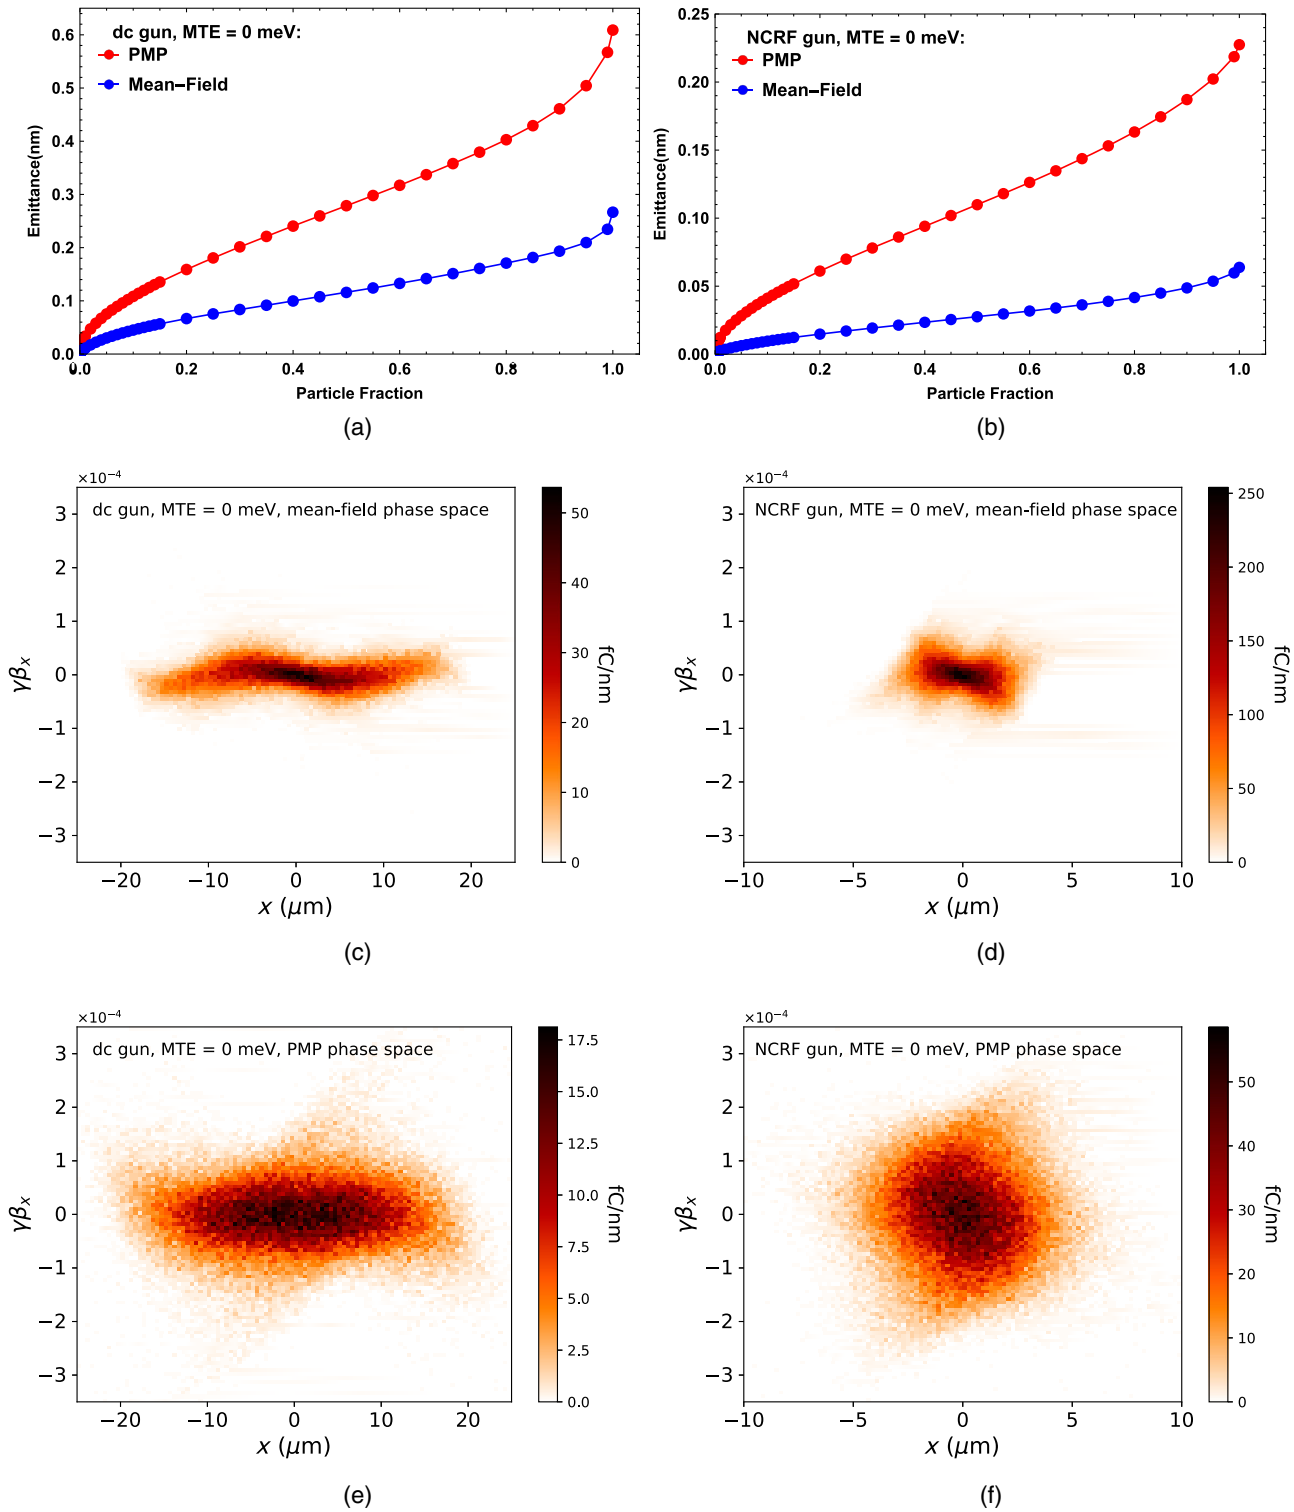 dc gun, MTE = 0 meV:
PMP
Mean–Field
Emittance(nm)
0.6
0.5
0.4
0.3
0.2
0.1
0.0
0.0 0.2 0.4 0.6 0.8 1.0
Particle Fraction
(a)
NCRF gun, MTE = 0 meV:
PMP
Mean–Field
Emittance(nm)
0.25
0.20
0.15
0.10
0.05
0.00
0.0 0.2 0.4 0.6 0.8 1.0
Particle Fraction
(b)
×10⁻⁴
dc gun, MTE = 0 meV, mean-field phase space
γβₓ
3
2
1
0
−1
−2
−3
−20 −10 0 10 20
x (μm)
50
40
30
20
10
0
fC/nm
(c)
×10⁻⁴
NCRF gun, MTE = 0 meV, mean-field phase space
γβₓ
3
2
1
0
−1
−2
−3
−10 −5 0 5 10
x (μm)
250
200
150
100
50
0
fC/nm
(d)
×10⁻⁴
dc gun, MTE = 0 meV, PMP phase space
γβₓ
3
2
1
0
−1
−2
−3
−20 −10 0 10 20
x (μm)
17.5
15.0
12.5
10.0
7.5
5.0
2.5
0.0
fC/nm
(e)
×10⁻⁴
NCRF gun, MTE = 0 meV, PMP phase space
γβₓ
3
2
1
0
−1
−2
−3
−10 −5 0 5 10
x (μm)
50
40
30
20
10
0
fC/nm
(f)